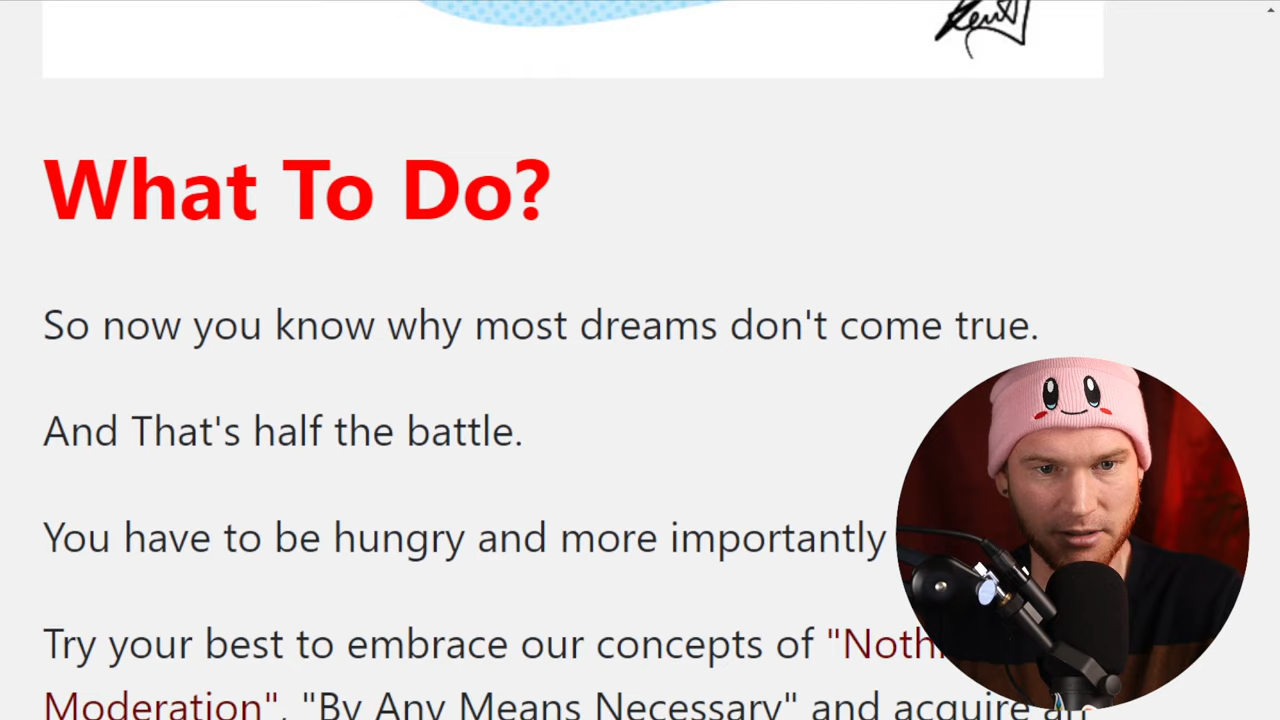 What To Do?
So now you know why most dreams don't come true.
And That's half the battle.
You have to be hungry and more importantly
Try your best to embrace our concepts of
Moderation", "By Any Means Necessary" and acquire an